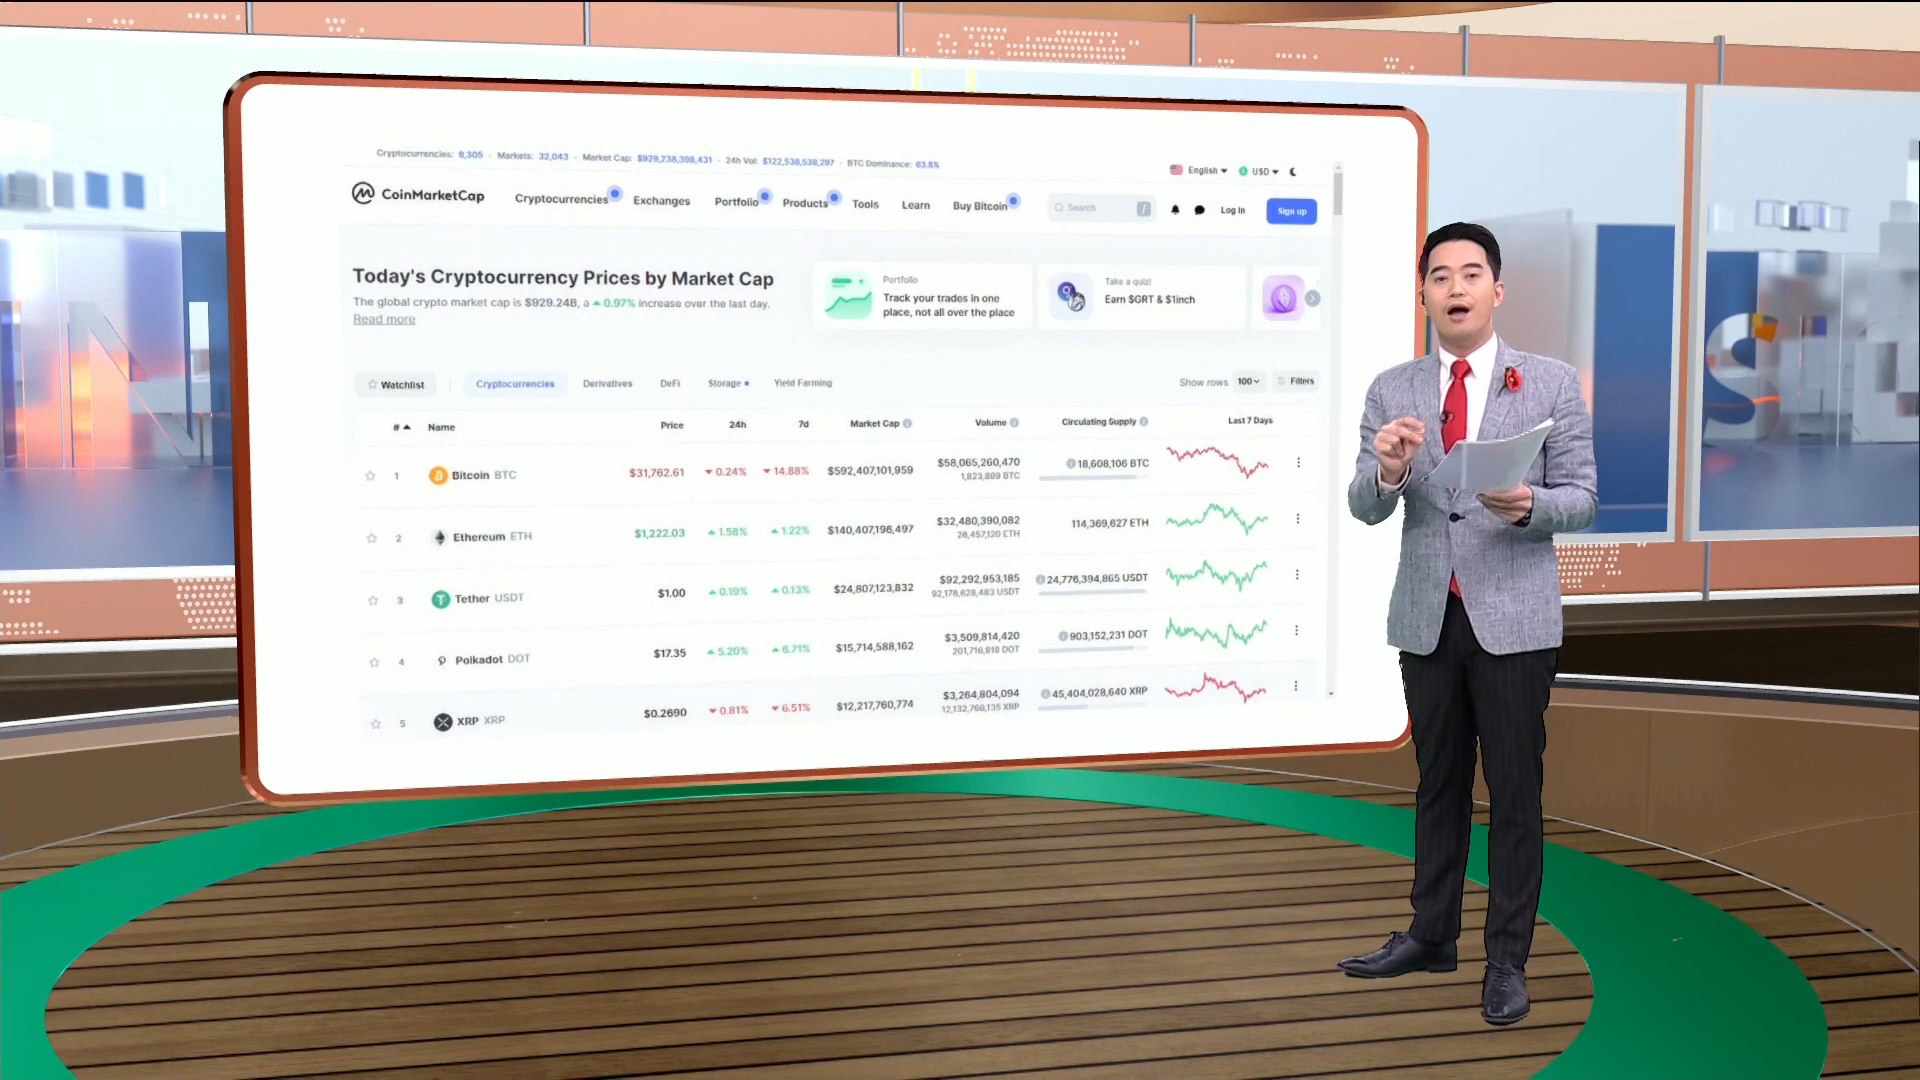 Cryptocurrencies: 8,305 · Markets: 32,043 · Market Cap: $929,238,398,431 · 24h Vol: $122,538,538,297 · BTC Dominance: 63.8%
English USD
CoinMarketCap Cryptocurrencies Exchanges Portfolio Products Tools Learn Buy Bitcoin Search / Log In Sign up
Today's Cryptocurrency Prices by Market Cap
The global crypto market cap is $929.24B, a 0.97% increase over the last day.
Read more
Portfolio
Track your trades in one
place, not all over the place
Take a quiz!
Earn $GRT & $1inch
Watchlist Cryptocurrencies Derivatives DeFi Storage Yield Farming Show rows 100 Filters
# Name Price 24h 7d Market Cap Volume Circulating Supply Last 7 Days
1 Bitcoin BTC $31,762.61 0.24% 14.88% $592,407,101,959 $58,065,260,470 18,608,106 BTC
1,823,889 BTC
2 Ethereum ETH $1,222.03 1.58% 1.22% $140,407,196,497 $32,480,390,082 114,369,627 ETH
26,457,120 ETH
3 Tether USDT $1.00 0.19% 0.13% $24,807,123,832 $92,292,953,185 24,776,394,865 USDT
92,178,628,483 USDT
4 Polkadot DOT $17.35 5.20% 6.71% $15,714,588,162 $3,509,814,420 903,152,231 DOT
201,716,918 DOT
5 XRP XRP $0.2690 0.81% 6.51% $12,217,760,774 $3,264,804,094 45,404,028,640 XRP
12,132,760,135 XRP
N
S